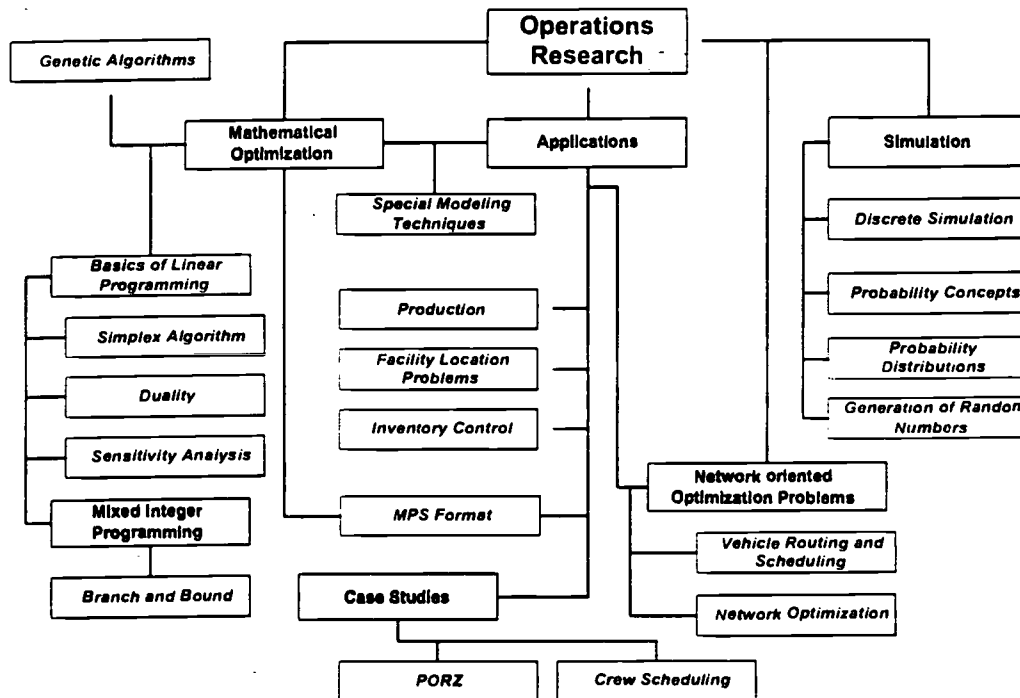 Operations
Research
Genetic Algorithms
Mathematical
Optimization
Applications
Simulation
Special Modeling
Techniques
Discrete Simulation
Basics of Linear
Programming
Probability Concepts
Production
Simplex Algorithm
Facility Location
Problems
Probability
Distributions
Duality
Inventory Control
Generation of Random
Numbers
Sensitivity Analysis
Network oriented
Optimization Problems
Mixed Integer
Programming
MPS Format
Vehicle Routing and
Scheduling
Branch and Bound
Case Studies
Network Optimization
PORZ
Crew Scheduling